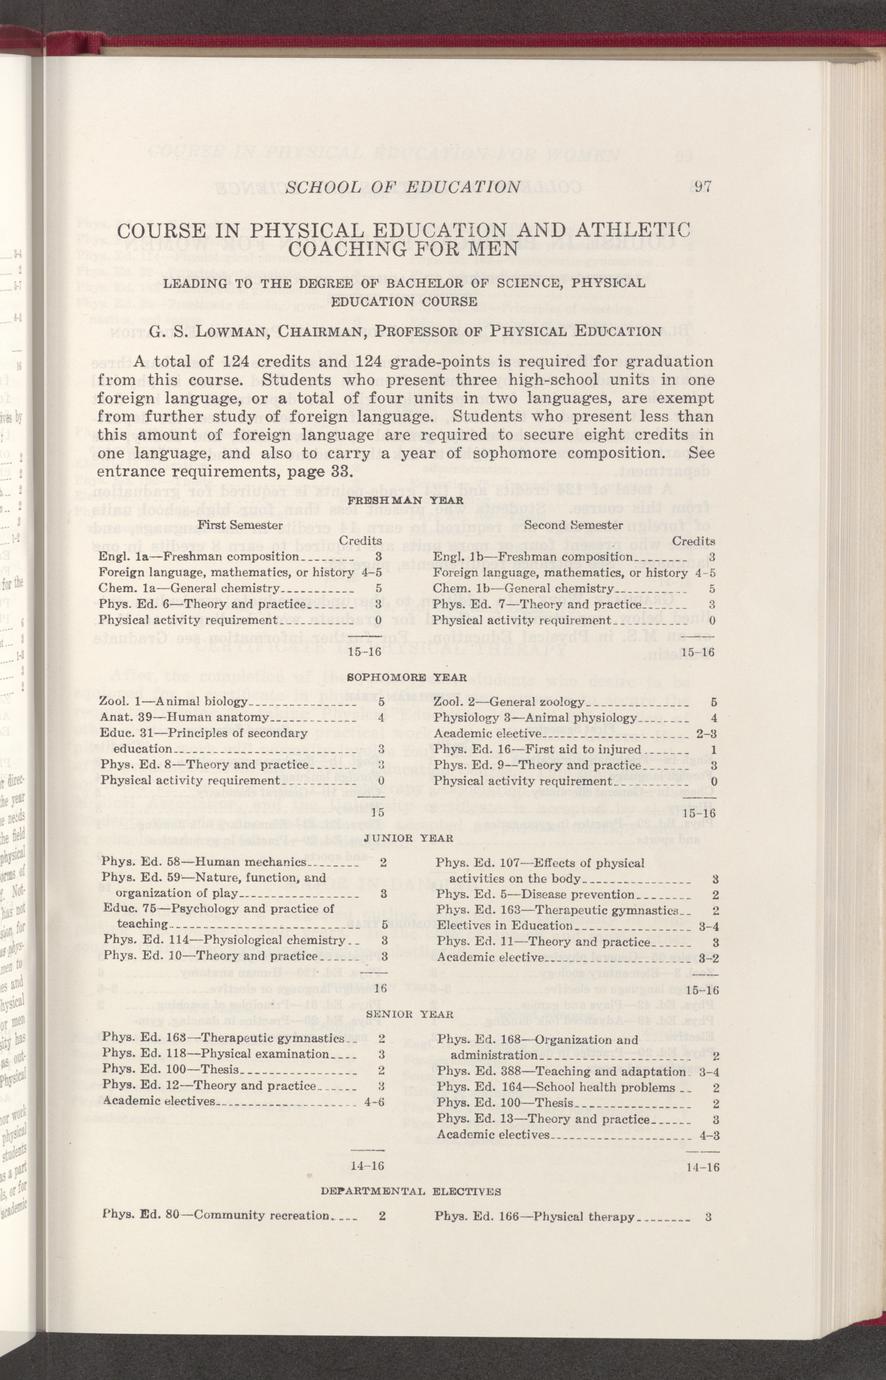 SCHOOL OF EDUCATION 97
COURSE IN PHYSICAL EDUCATION AND ATHLETIC
COACHING FOR MEN
LEADING TO THE DEGREE OF BACHELOR OF SCIENCE, PHYSICAL
EDUCATION COURSE
G. S. LOWMAN, CHAIRMAN, PROFESSOR OF PHYSICAL EDUCATION
A total of 124 credits and 124 grade-points is required for graduation
from this course. Students who present three high-school units in one
foreign language, or a total of four units in two languages, are exempt
from further study of foreign language. Students who present less than
this amount of foreign language are required to secure eight credits in
one language, and also to carry a year of sophomore composition. See
entrance requirements, page 33.
FRESHMAN YEAR
First Semester
Credits
Engl. 1a—Freshman composition 3
Foreign language, mathematics, or history 4-5
Chem. 1a—General chemistry 5
Phys. Ed. 6—Theory and practice 3
Physical activity requirement 0
15-16
Second Semester
Credits
Engl. 1b—Freshman composition 3
Foreign language, mathematics, or history 4-5
Chem. 1b—General chemistry 5
Phys. Ed. 7—Theory and practice 3
Physical activity requirement 0
15-16
SOPHOMORE YEAR
Zool. 1—Animal biology 5
Anat. 39—Human anatomy 4
Educ. 31—Principles of secondary
education 3
Phys. Ed. 8—Theory and practice 3
Physical activity requirement 0
15
Zool. 2—General zoology 5
Physiology 3—Animal physiology 4
Academic elective 2-3
Phys. Ed. 16—First aid to injured 1
Phys. Ed. 9—Theory and practice 3
Physical activity requirement 0
15-16
JUNIOR YEAR
Phys. Ed. 58—Human mechanics 2
Phys. Ed. 59—Nature, function, and
organization of play 3
Educ. 75—Psychology and practice of
teaching 5
Phys. Ed. 114—Physiological chemistry 3
Phys. Ed. 10—Theory and practice 3
16
Phys. Ed. 107—Effects of physical
activities on the body 3
Phys. Ed. 5—Disease prevention 2
Phys. Ed. 163—Therapeutic gymnastics 2
Electives in Education 3-4
Phys. Ed. 11—Theory and practice 3
Academic elective 3-2
15-16
SENIOR YEAR
Phys. Ed. 163—Therapeutic gymnastics 2
Phys. Ed. 118—Physical examination 3
Phys. Ed. 100—Thesis 2
Phys. Ed. 12—Theory and practice 3
Academic electives 4-6
14-16
Phys. Ed. 168—Organization and
administration 2
Phys. Ed. 388—Teaching and adaptation 3-4
Phys. Ed. 164—School health problems 2
Phys. Ed. 100—Thesis 2
Phys. Ed. 13—Theory and practice 3
Academic electives 4-3
14-16
DEPARTMENTAL ELECTIVES
Phys. Ed. 80—Community recreation 2
Phys. Ed. 166—Physical therapy 3